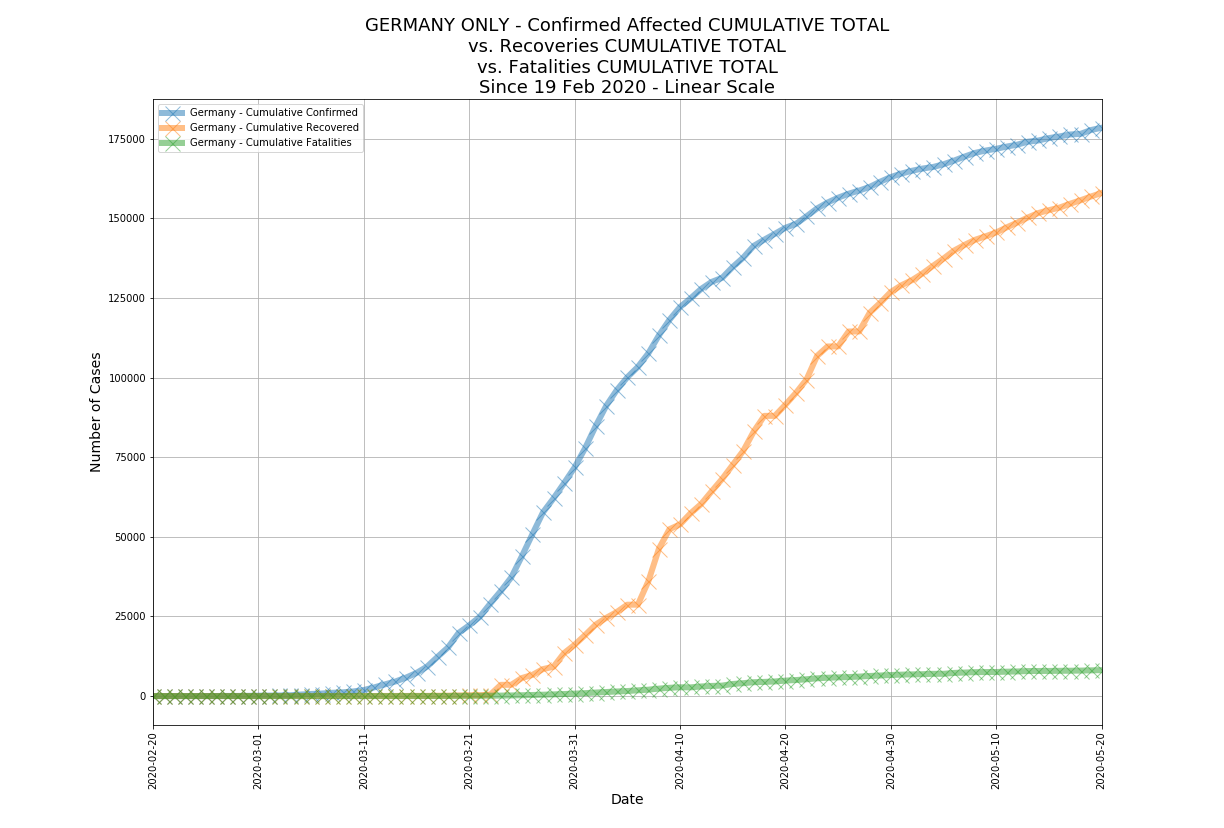 GERMANY ONLY - Confirmed Affected CUMULATIVE TOTAL
vs. Recoveries CUMULATIVE TOTAL
vs. Fatalities CUMULATIVE TOTAL
Since 19 Feb 2020 - Linear Scale
Germany - Cumulative Confirmed
Germany - Cumulative Recovered
Germany - Cumulative Fatalities
Number of Cases
175000
150000
125000
100000
75000
50000
25000
0
2020-02-20
2020-03-01
2020-03-11
2020-03-21
2020-03-31
2020-04-10
2020-04-20
2020-04-30
2020-05-10
2020-05-20
Date